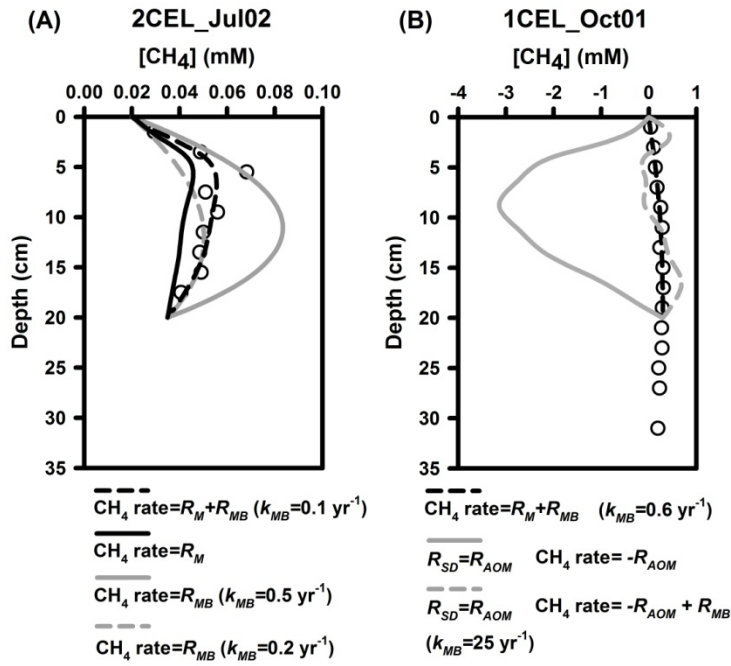 (A) 2CEL_Jul02
[CH4] (mM)
0.00 0.02 0.04 0.06 0.08 0.10
0
5
10
15
20
25
30
35
Depth (cm)
CH4 rate=RM+RMB (kMB=0.1 yr-1)
CH4 rate=RM
CH4 rate=RMB (kMB=0.5 yr-1)
CH4 rate=RMB (kMB=0.2 yr-1)
(B) 1CEL_Oct01
[CH4] (mM)
-4 -3 -2 -1 0 1
0
5
10
15
20
25
30
35
Depth (cm)
CH4 rate=RM+RMB (kMB=0.6 yr-1)
RSD=RAOM CH4 rate= -RAOM
RSD=RAOM CH4 rate= -RAOM + RMB
(kMB=25 yr-1)